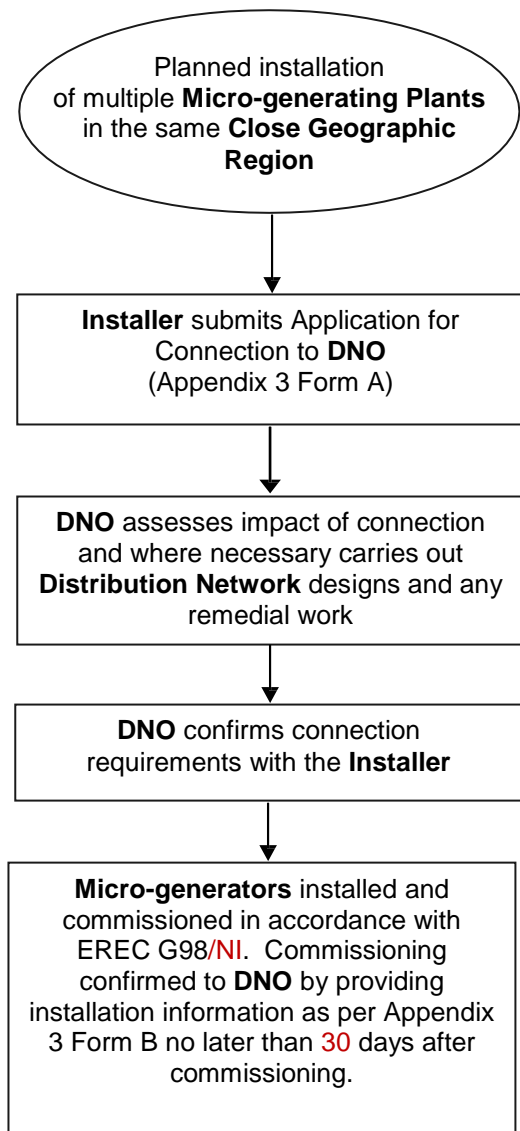 Planned installation
of multiple Micro-generating Plants
in the same Close Geographic
Region
Installer submits Application for
Connection to DNO
(Appendix 3 Form A)
DNO assesses impact of connection
and where necessary carries out
Distribution Network designs and any
remedial work
DNO confirms connection
requirements with the Installer
Micro-generators installed and
commissioned in accordance with
EREC G98/NI.  Commissioning
confirmed to DNO by providing
installation information as per Appendix
3 Form B no later than 30 days after
commissioning.